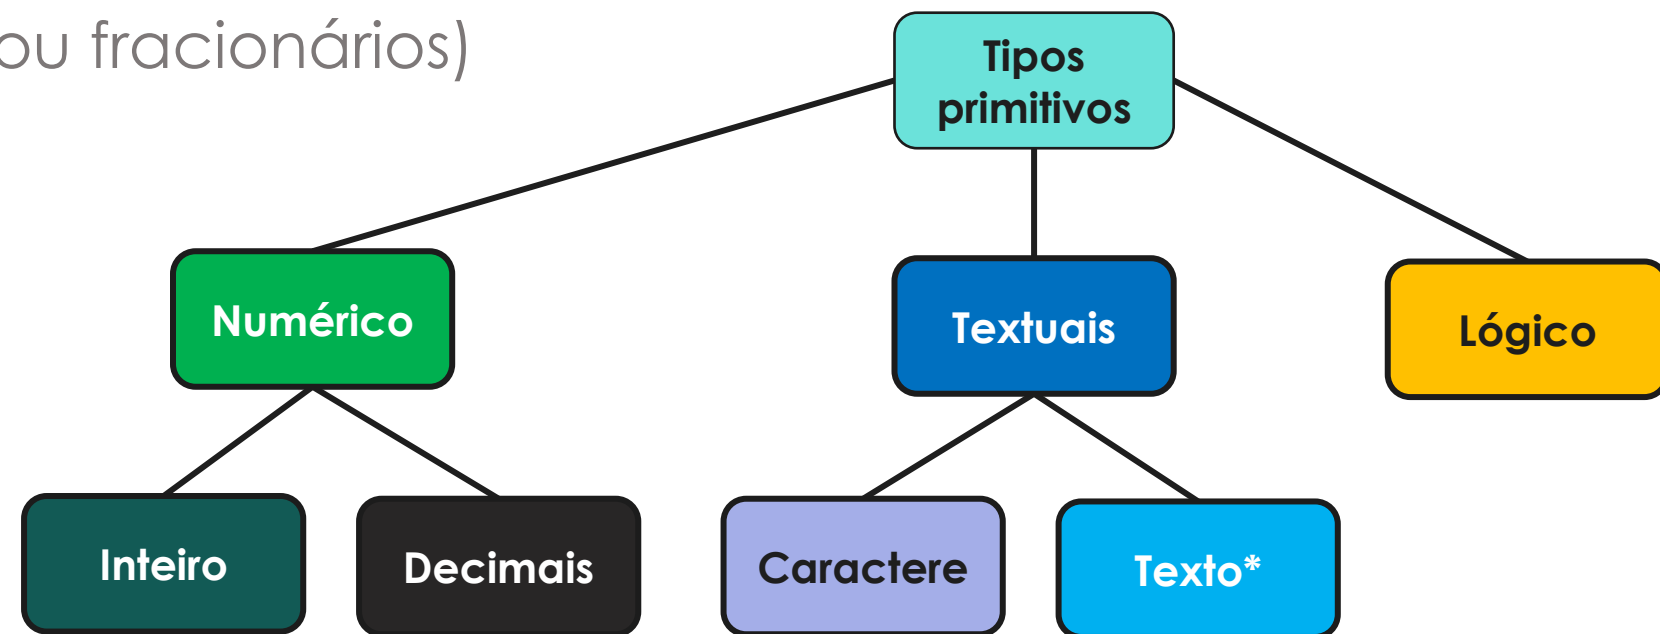 ou fracionários)
Tipos
primitivos
Numérico
Textuais
Lógico
Inteiro
Decimais
Caractere
Texto*